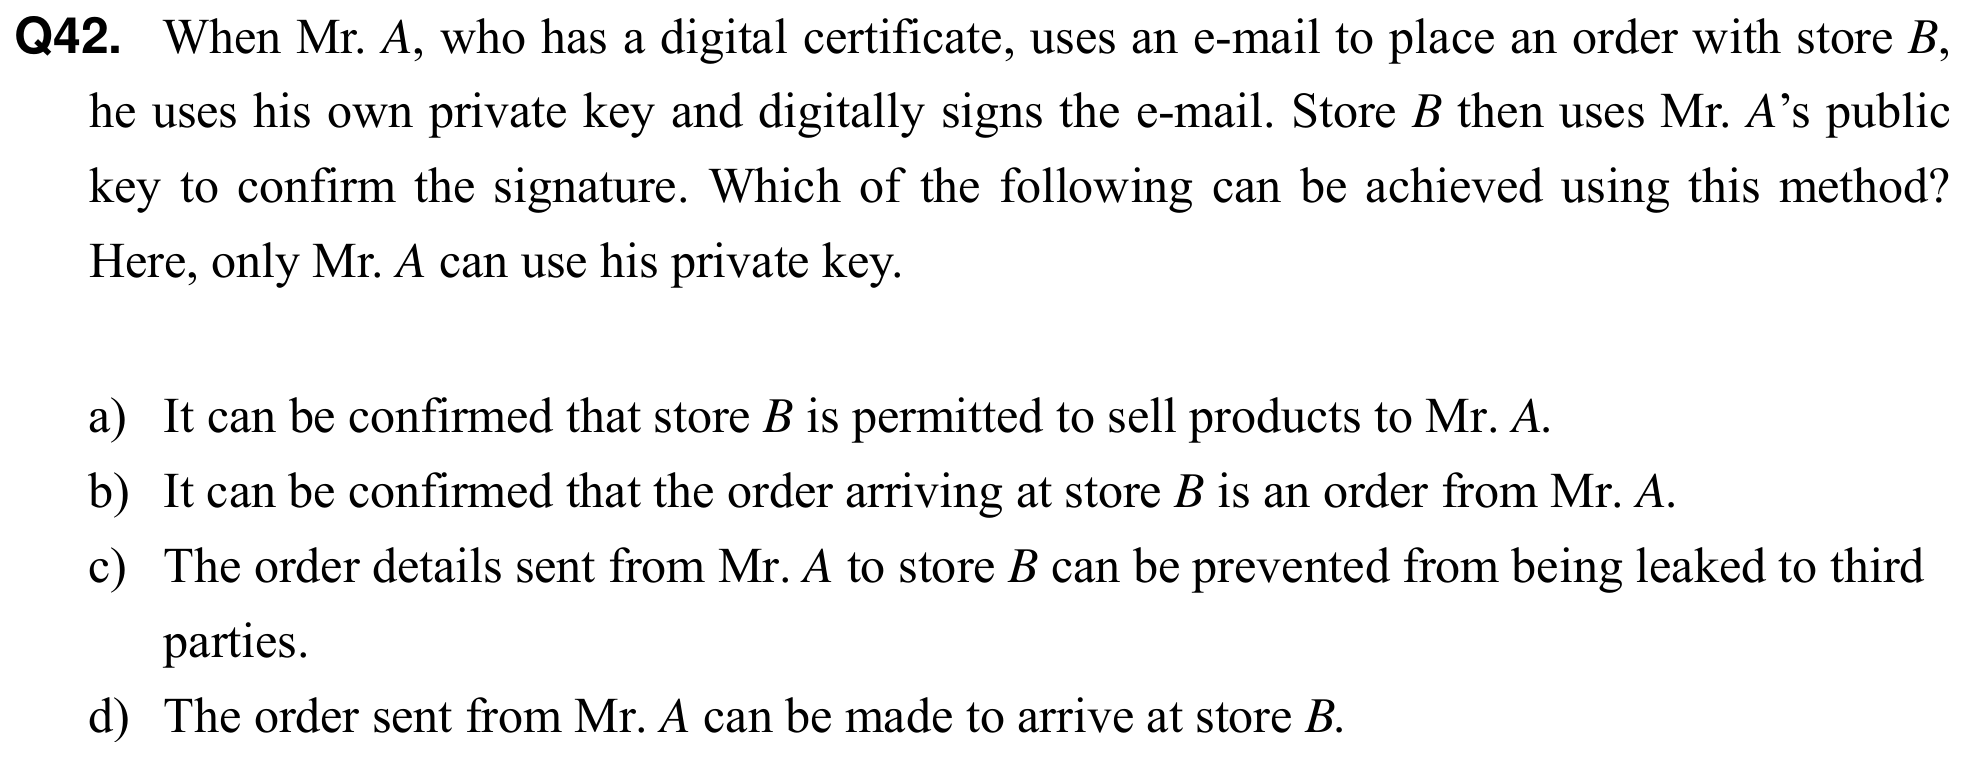 Q42. When Mr. A, who has a digital certificate, uses an e-mail to place an order with store B,
he uses his own private key and digitally signs the e-mail. Store B then uses Mr. A’s public
key to confirm the signature. Which of the following can be achieved using this method?
Here, only Mr. A can use his private key.
a) It can be confirmed that store B is permitted to sell products to Mr. A.
b) It can be confirmed that the order arriving at store B is an order from Mr. A.
c) The order details sent from Mr. A to store B can be prevented from being leaked to third
parties.
d) The order sent from Mr. A can be made to arrive at store B.